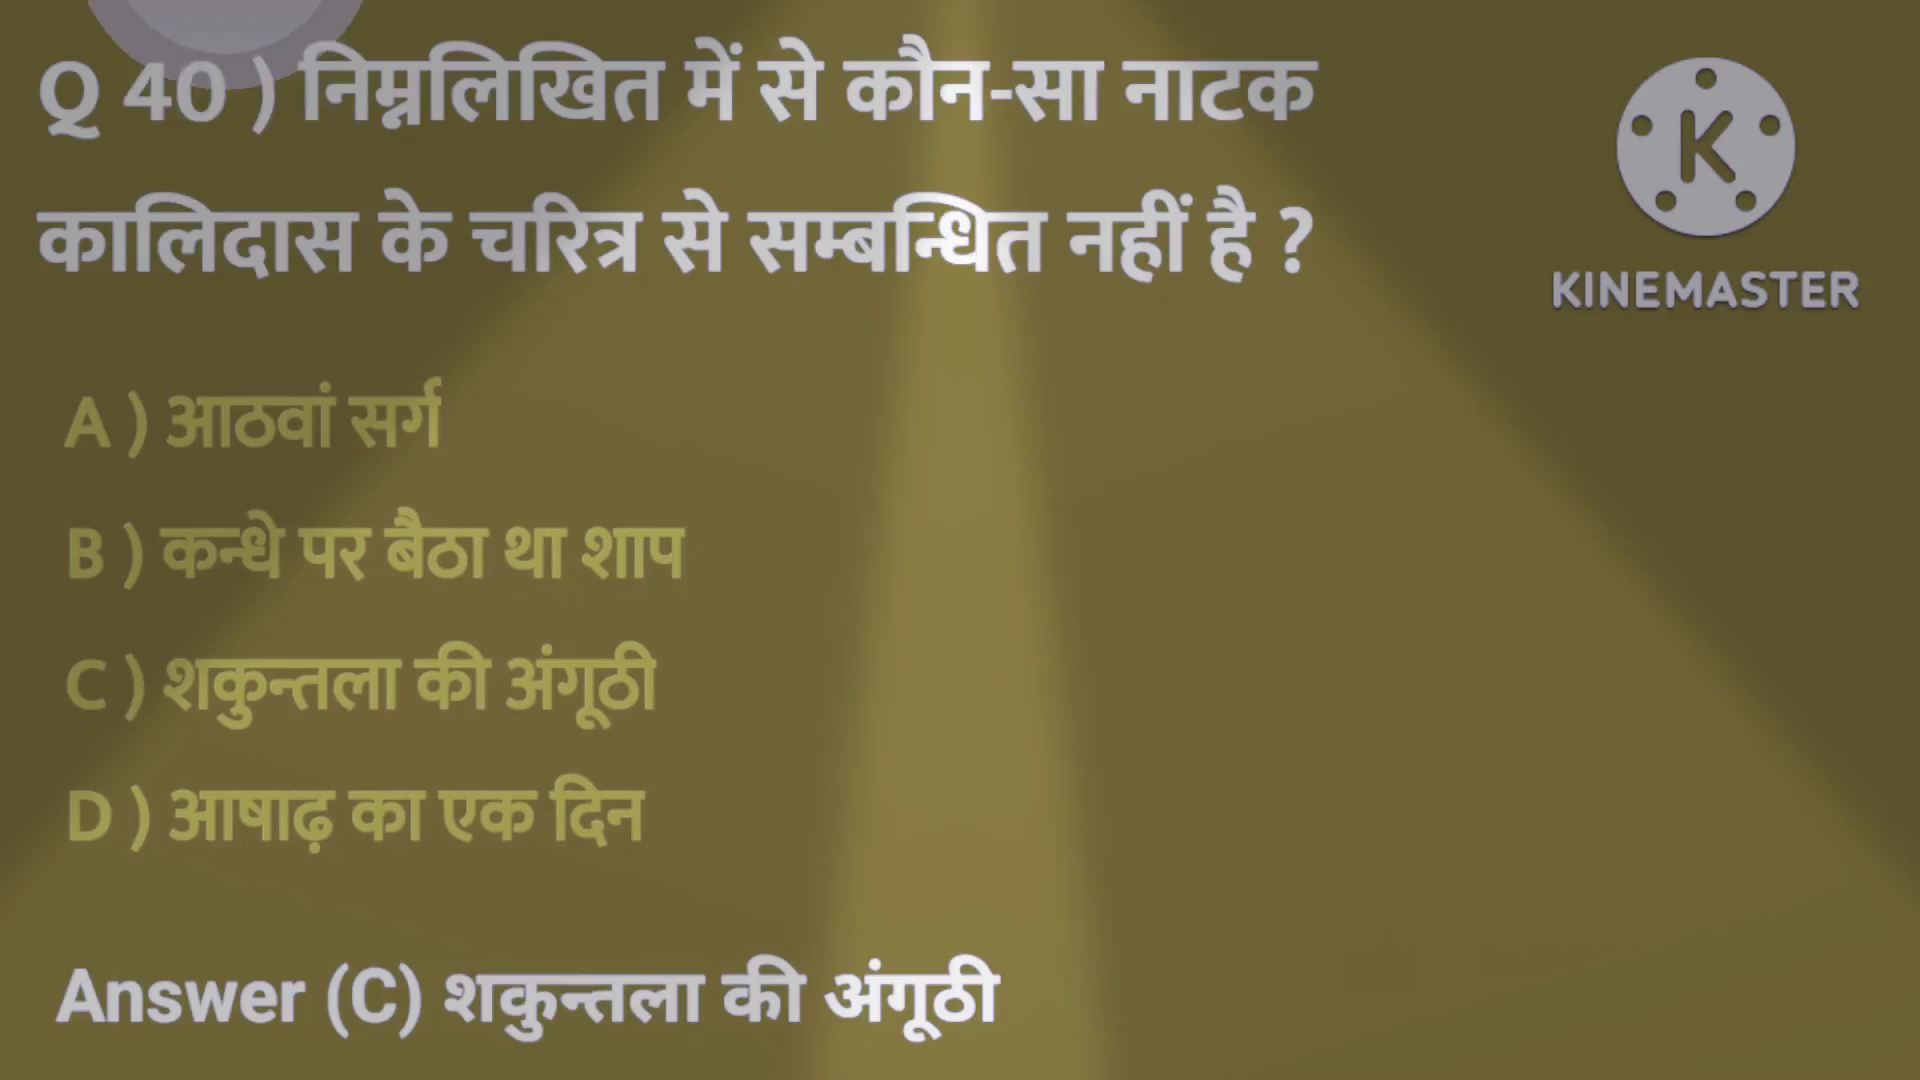 Q 40 ) निम्नलिखित में से कौन-सा नाटक
कालिदास के चरित्र से सम्बन्धित नहीं है ?
KINEMASTER
A ) आठवां सर्ग
B ) कन्धे पर बैठा था शाप
C ) शकुन्तला की अंगूठी
D ) आषाढ़ का एक दिन
Answer (C) शकुन्तला की अंगूठी